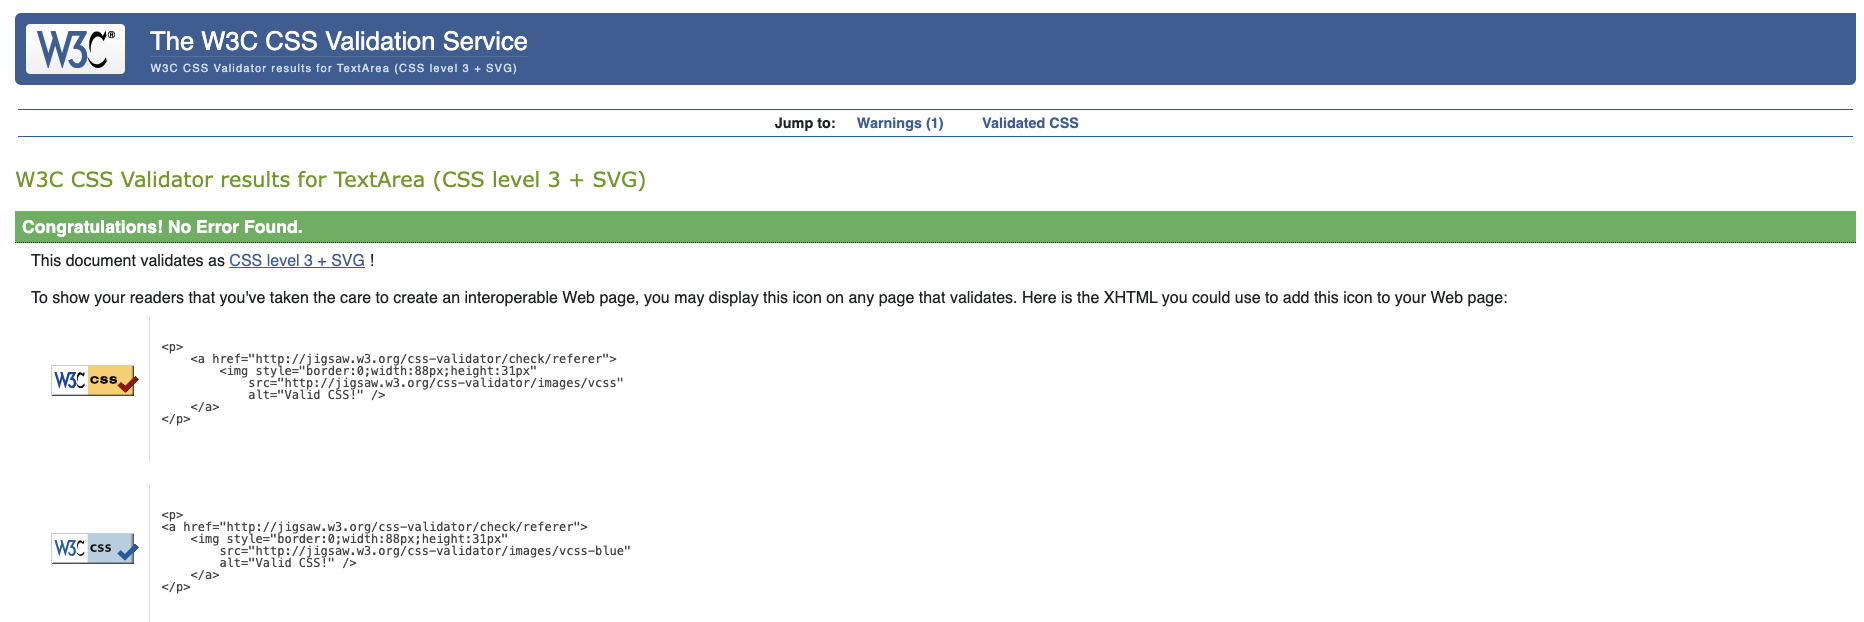 W3C®
The W3C CSS Validation Service
W3C CSS Validator results for TextArea (CSS level 3 + SVG)
Jump to: Warnings (1) Validated CSS
W3C CSS Validator results for TextArea (CSS level 3 + SVG)
Congratulations! No Error Found.
This document validates as CSS level 3 + SVG !
To show your readers that you've taken the care to create an interoperable Web page, you may display this icon on any page that validates. Here is the XHTML you could use to add this icon to your Web page:
W3C css
<p>
    <a href="http://jigsaw.w3.org/css-validator/check/referer">
        <img style="border:0;width:88px;height:31px"
            src="http://jigsaw.w3.org/css-validator/images/vcss"
            alt="Valid CSS!" />
    </a>
</p>
W3C css
<p>
<a href="http://jigsaw.w3.org/css-validator/check/referer">
    <img style="border:0;width:88px;height:31px"
        src="http://jigsaw.w3.org/css-validator/images/vcss-blue"
        alt="Valid CSS!" />
    </a>
</p>